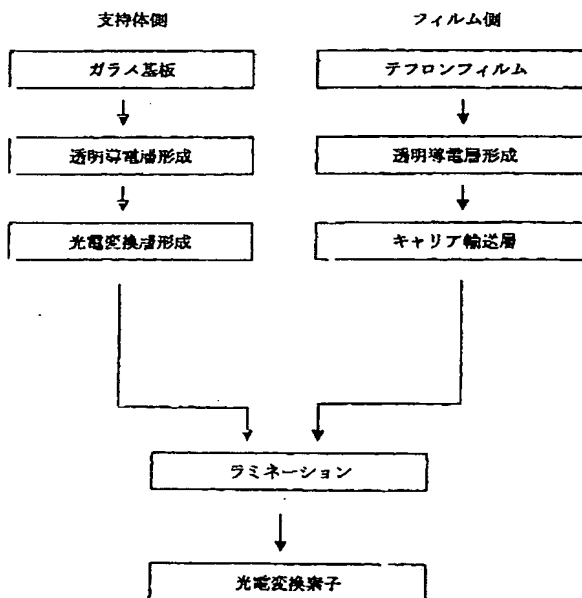 支持体側
フィルム側
ガラス基板
テフロンフィルム
透明導電層形成
透明導電層形成
光電変換層形成
キャリア輸送層
ラミネーション
光電変換素子